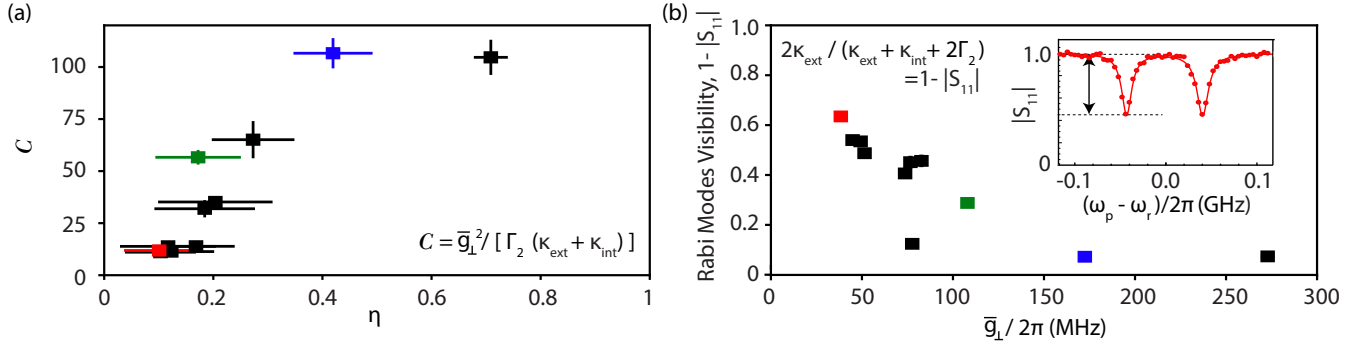 (a)
C
100
75
50
25
0
0
0.2
0.4
0.6
0.8
1
η
C = g̅⊥² / [ Γ₂ (κext + κint) ]
(b)
Rabi Modes Visibility, 1- |S₁₁|
1.0
0.8
0.6
0.4
0.2
0
0
50
100
150
200
250
300
g̅⊥ / 2π (MHz)
2κext / (κext + κint + 2Γ₂)
=1- |S₁₁|
|S₁₁|
1.0
0
-0.1
0.0
0.1
(ωp - ωr)/2π (GHz)